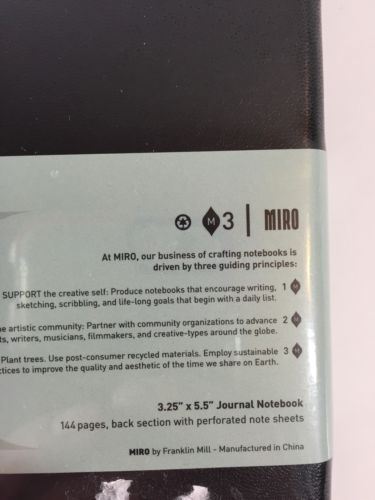 M 3 | MIRO
At MIRO, our business of crafting notebooks is
driven by three guiding principles:
SUPPORT the creative self: Produce notebooks that encourage writing, 1 M
sketching, scribbling, and life-long goals that begin with a daily list.
artistic community: Partner with community organizations to advance 2 M
writers, musicians, filmmakers, and creative-types around the globe.
Plant trees. Use post-consumer recycled materials. Employ sustainable 3 M
to improve the quality and aesthetic of the time we share on Earth.
3.25" x 5.5" Journal Notebook
144 pages, back section with perforated note sheets
MIRO by Franklin Mill - Manufactured in China